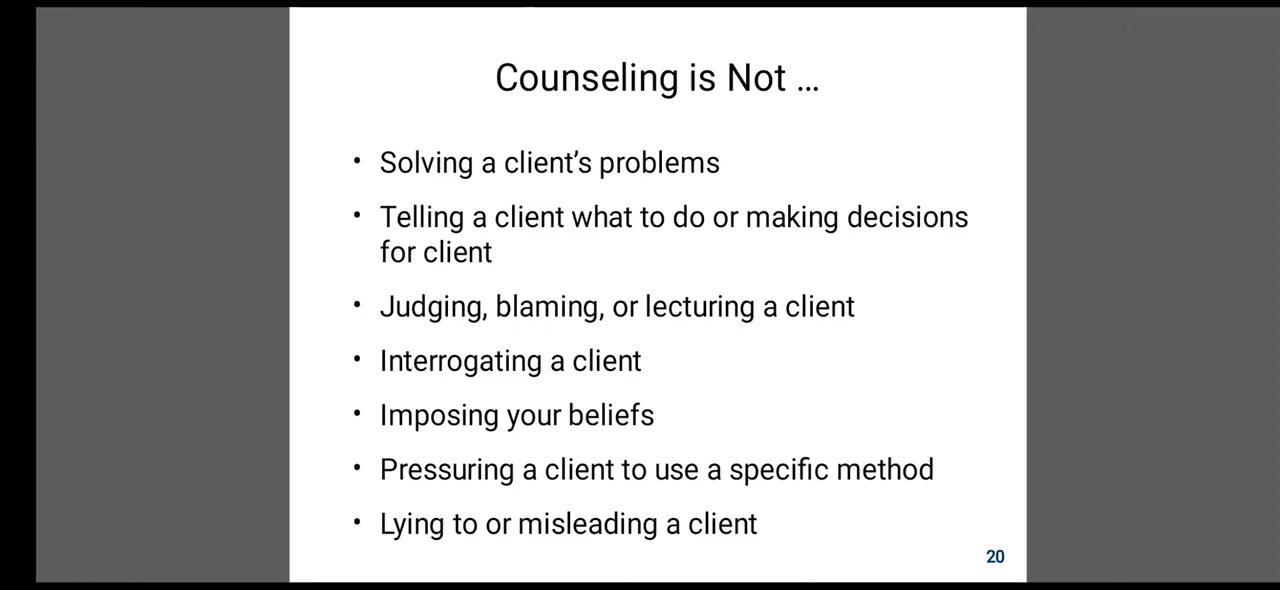 Counseling is Not ...
• Solving a client’s problems
• Telling a client what to do or making decisions
for client
• Judging, blaming, or lecturing a client
• Interrogating a client
• Imposing your beliefs
• Pressuring a client to use a specific method
• Lying to or misleading a client
20